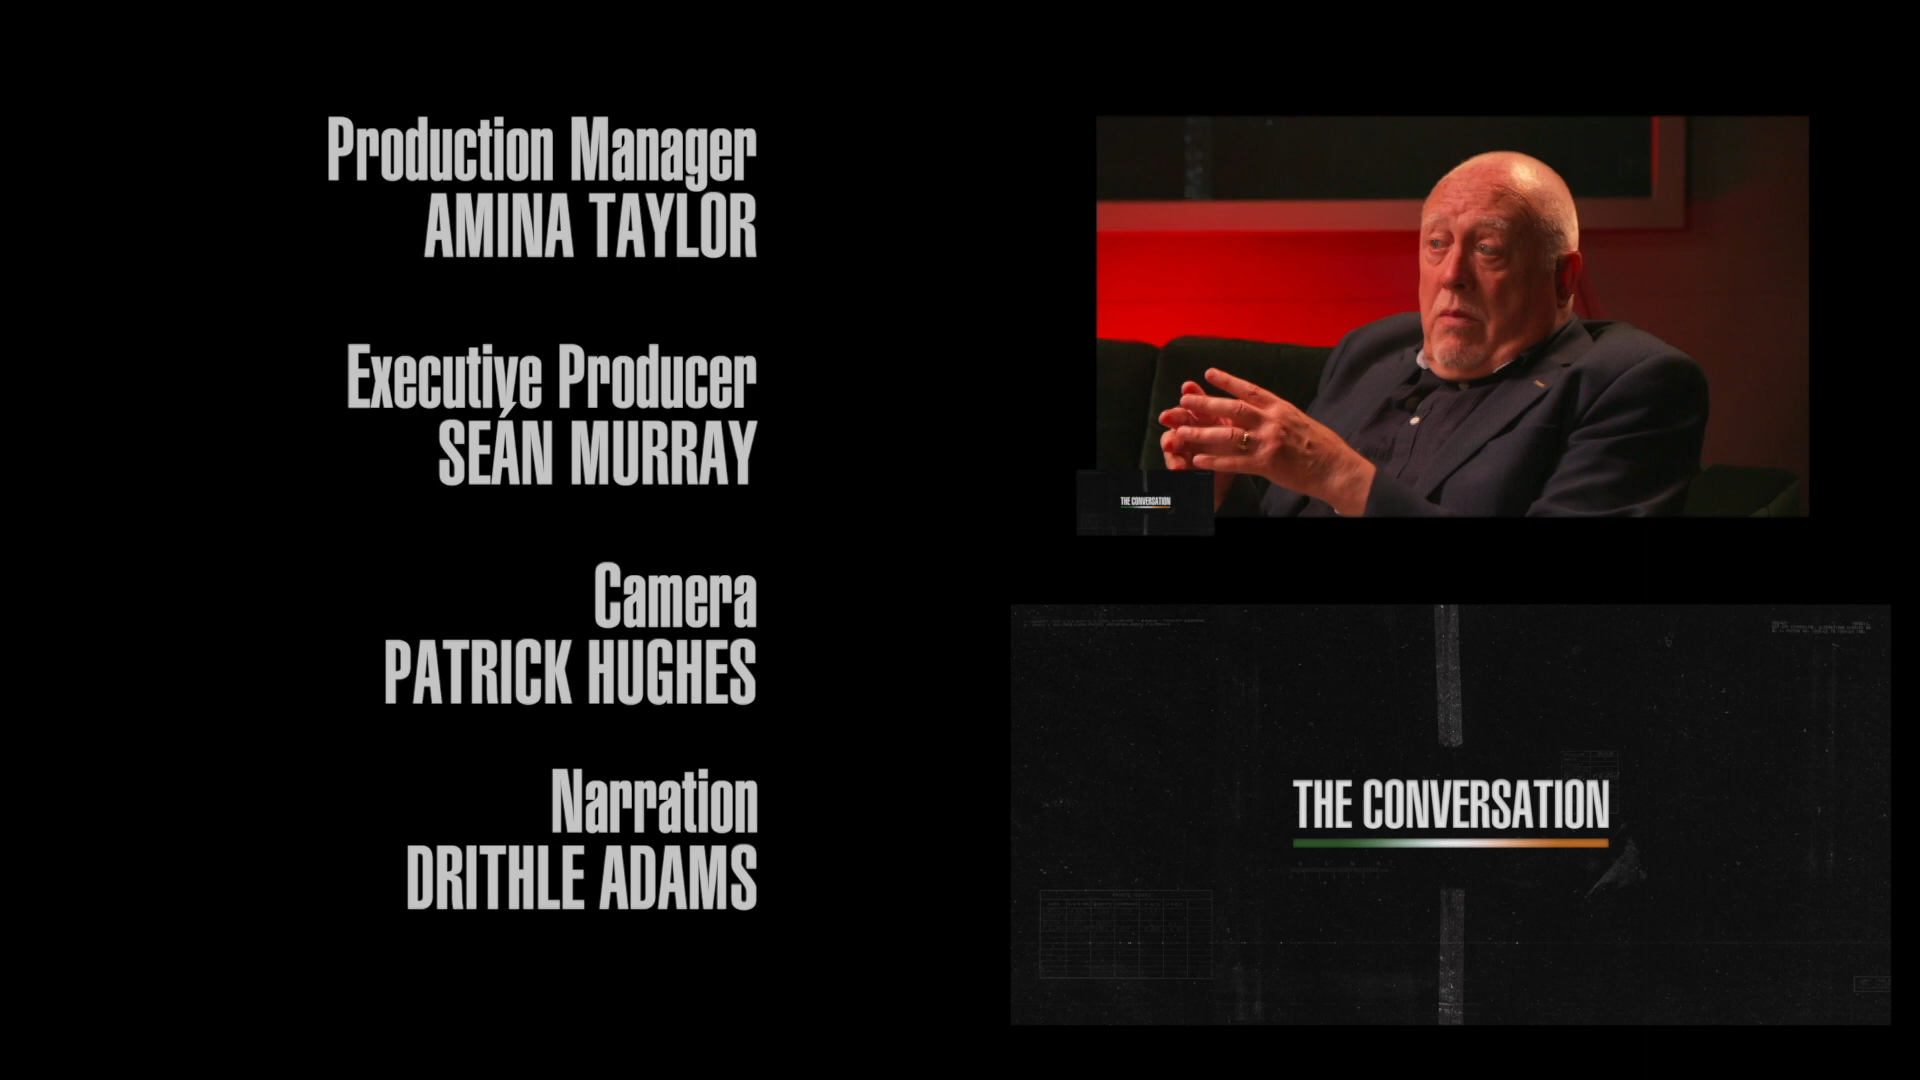 Production Manager
AMINA TAYLOR
Executive Producer
SEÁN MURRAY
Camera
PATRICK HUGHES
Narration
DRITHLE ADAMS
THE CONVERSATION
THE CONVERSATION